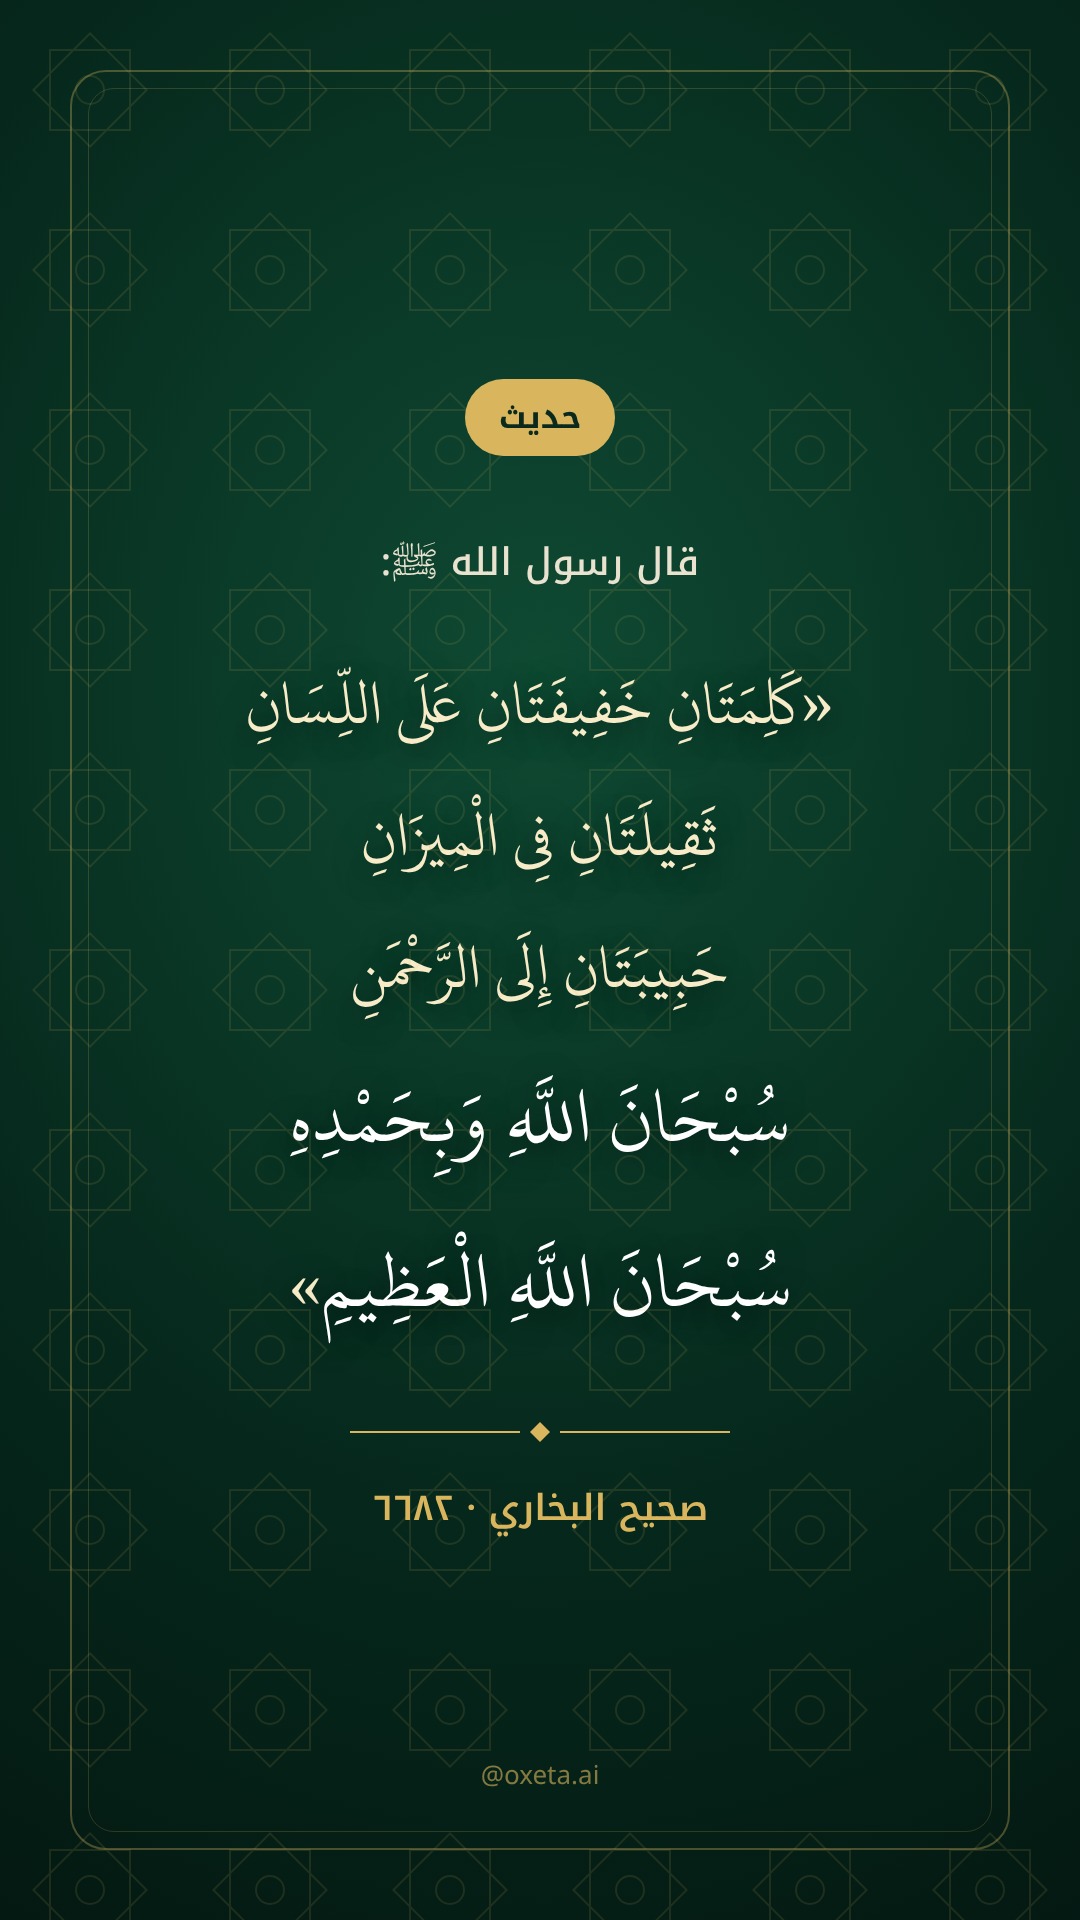 حديث
قال رسول الله ﷺ:
«كَلِمَتَانِ خَفِيفَتَانِ عَلَى اللِّسَانِ
ثَقِيلَتَانِ فِي الْمِيزَانِ
حَبِيبَتَانِ إِلَى الرَّحْمَنِ
سُبْحَانَ اللَّهِ وَبِحَمْدِهِ
سُبْحَانَ اللَّهِ الْعَظِيمِ»
صحيح البخاري · ٦٦٨٢
@oxeta.ai